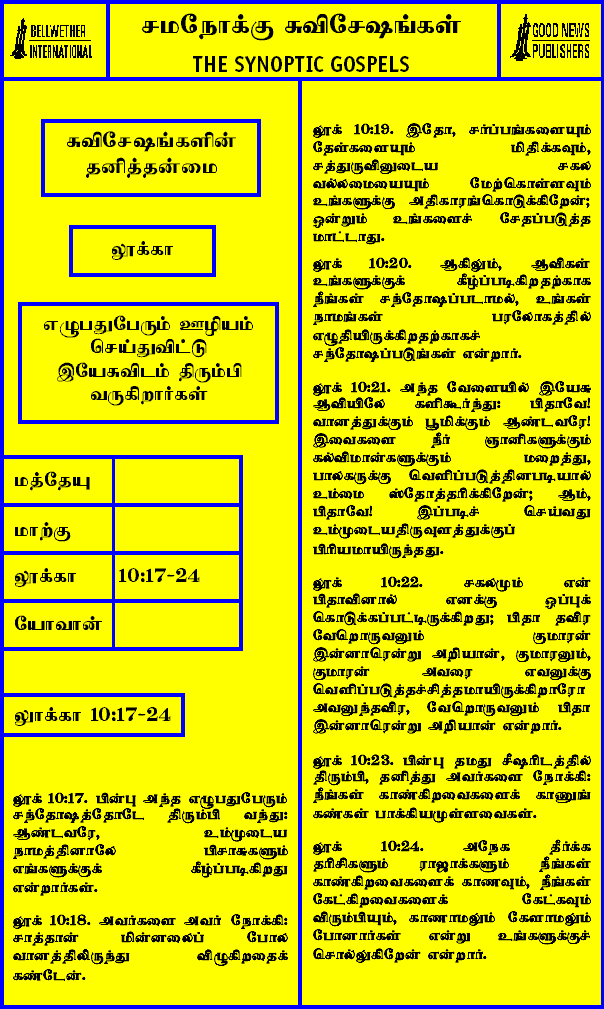 BELLWETHER
INTERNATIONAL
சமநோக்கு சுவிசேஷங்கள்
THE SYNOPTIC GOSPELS
GOOD NEWS
PUBLISHERS
சுவிசேஷங்களின்
தனித்தன்மை
லூக்கா
எழுபதுபேரும் ஊழியம்
செய்துவிட்டு
இயேசுவிடம் திரும்பி
வருகிறார்கள்
மத்தேயு
மாற்கு
லூக்கா 10:17-24
யோவான்
லூக்கா 10:17-24
லூக் 10:17. பின்பு அந்த எழுபதுபேரும்
சந்தோஷத்தோடே திரும்பி வந்து:
ஆண்டவரே, உம்முடைய
நாமத்தினாலே பிசாசுகளும்
எங்களுக்குக் கீழ்ப்படிகிறது
என்றார்கள்.
லூக் 10:18. அவர்களை அவர் நோக்கி:
சாத்தான் மின்னலைப் போல
வானத்திலிருந்து விழுகிறதைக்
கண்டேன்.
லூக் 10:19. இதோ, சர்ப்பங்களையும்
தேள்களையும் மிதிக்கவும்,
சத்துருவினுடைய சகல
வல்லமையையும் மேற்கொள்ளவும்
உங்களுக்கு அதிகாரங்கொடுக்கிறேன்;
ஒன்றும் உங்களைச் சேதப்படுத்த
மாட்டாது.
லூக் 10:20. ஆகிலும், ஆவிகள்
உங்களுக்குக் கீழ்ப்படிகிறதற்காக
நீங்கள் சந்தோஷப்படாமல், உங்கள்
நாமங்கள் பரலோகத்தில்
எழுதியிருக்கிறதற்காகச்
சந்தோஷப்படுங்கள் என்றார்.
லூக் 10:21. அந்த வேளையில் இயேசு
ஆவியிலே களிகூர்ந்து: பிதாவே!
வானத்துக்கும் பூமிக்கும் ஆண்டவரே!
இவைகளை நீர் ஞானிகளுக்கும்
கல்விமான்களுக்கும் மறைத்து,
பாலகருக்கு வெளிப்படுத்தினபடியால்
உம்மை ஸ்தோத்தரிக்கிறேன்; ஆம்,
பிதாவே! இப்படிச் செய்வது
உம்முடையதிருவுளத்துக்குப்
பிரியமாயிருந்தது.
லூக் 10:22. சகலமும் என்
பிதாவினால் எனக்கு ஒப்புக்
கொடுக்கப்பட்டிருக்கிறது; பிதா தவிர
வேறொருவனும் குமாரன்
இன்னாரென்று அறியான், குமாரனும்,
குமாரன் அவரை எவனுக்கு
வெளிப்படுத்தச்சித்தமாயிருக்கிறாரோ
அவனுந்தவிர, வேறொருவனும் பிதா
இன்னாரென்று அறியான் என்றார்.
லூக் 10:23. பின்பு தமது சீஷரிடத்தில்
திரும்பி, தனித்து அவர்களை நோக்கி:
நீங்கள் காண்கிறவைகளைக் காணுங்
கண்கள் பாக்கியமுள்ளவைகள்.
லூக் 10:24. அநேக தீர்க்க
தரிசிகளும் ராஜாக்களும் நீங்கள்
காண்கிறவைகளைக் காணவும், நீங்கள்
கேட்கிறவைகளைக் கேட்கவும்
விரும்பியும், காணாமலும் கேளாமலும்
போனார்கள் என்று உங்களுக்குச்
சொல்லுகிறேன் என்றார்.